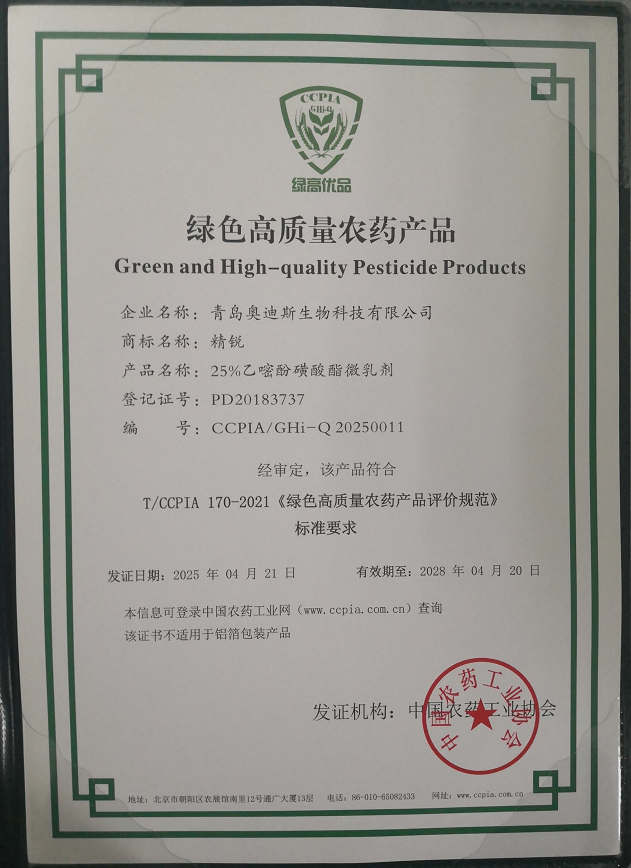 CCPIA
GHi-Q
绿高优品
绿色高质量农药产品
Green and High-quality Pesticide Products
企业名称：青岛奥迪斯生物科技有限公司
商标名称：精锐
产品名称：25%乙嘧酚磺酸酯微乳剂
登记证号：PD20183737
编 号：CCPIA/GHi-Q 20250011
经审定，该产品符合
T/CCPIA 170-2021《绿色高质量农药产品评价规范》
标准要求
发证日期：2025 年 04 月 21 日 有效期至：2028 年 04 月 20 日
本信息可登录中国农药工业网（www.ccpia.com.cn）查询
该证书不适用于铝箔包装产品
发证机构：中国农药工业协会
中国农药工业协会
地址：北京市朝阳区农展馆南里12号通广大厦13层 电话：86-010-65082433 网址：www.ccpia.com.cn